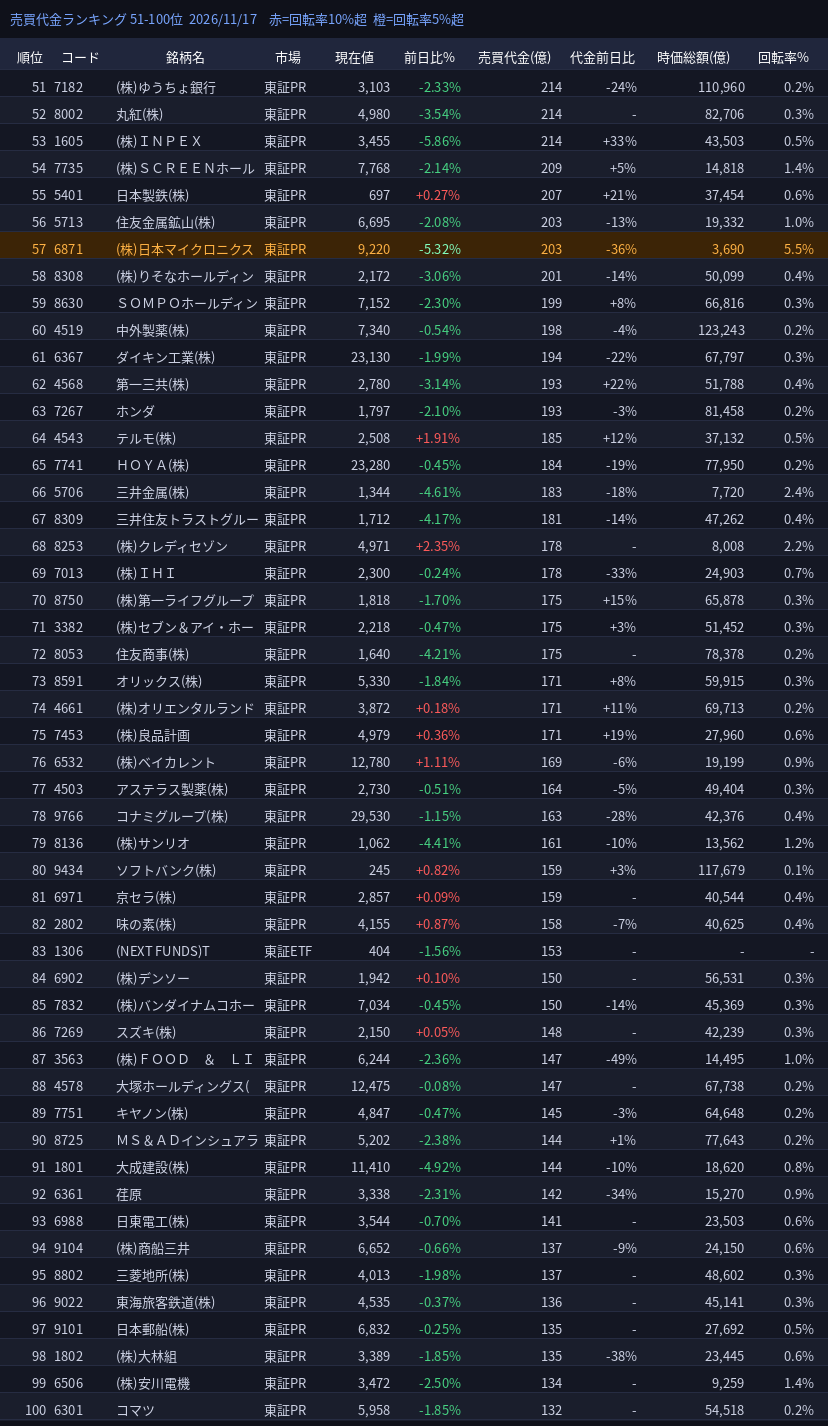 売買代金ランキング 51-100位 2026/11/17 赤=回転率10%超 橙=回転率5%超
順位 コード 銘柄名 市場 現在値 前日比% 売買代金(億) 代金前日比 時価総額(億) 回転率%
51 7182 (株)ゆうちょ銀行 東証PR 3,103 -2.33% 214 -24% 110,960 0.2%
52 8002 丸紅(株) 東証PR 4,980 -3.54% 214 - 82,706 0.3%
53 1605 (株)ＩＮＰＥＸ 東証PR 3,455 -5.86% 214 +33% 43,503 0.5%
54 7735 (株)ＳＣＲＥＥＮホール 東証PR 7,768 -2.14% 209 +5% 14,818 1.4%
55 5401 日本製鉄(株) 東証PR 697 +0.27% 207 +21% 37,454 0.6%
56 5713 住友金属鉱山(株) 東証PR 6,695 -2.08% 203 -13% 19,332 1.0%
57 6871 (株)日本マイクロニクス 東証PR 9,220 -5.32% 203 -36% 3,690 5.5%
58 8308 (株)りそなホールディン 東証PR 2,172 -3.06% 201 -14% 50,099 0.4%
59 8630 ＳＯＭＰＯホールディン 東証PR 7,152 -2.30% 199 +8% 66,816 0.3%
60 4519 中外製薬(株) 東証PR 7,340 -0.54% 198 -4% 123,243 0.2%
61 6367 ダイキン工業(株) 東証PR 23,130 -1.99% 194 -22% 67,797 0.3%
62 4568 第一三共(株) 東証PR 2,780 -3.14% 193 +22% 51,788 0.4%
63 7267 ホンダ 東証PR 1,797 -2.10% 193 -3% 81,458 0.2%
64 4543 テルモ(株) 東証PR 2,508 +1.91% 185 +12% 37,132 0.5%
65 7741 ＨＯＹＡ(株) 東証PR 23,280 -0.45% 184 -19% 77,950 0.2%
66 5706 三井金属(株) 東証PR 1,344 -4.61% 183 -18% 7,720 2.4%
67 8309 三井住友トラストグルー 東証PR 1,712 -4.17% 181 -14% 47,262 0.4%
68 8253 (株)クレディセゾン 東証PR 4,971 +2.35% 178 - 8,008 2.2%
69 7013 (株)ＩＨＩ 東証PR 2,300 -0.24% 178 -33% 24,903 0.7%
70 8750 (株)第一ライフグループ 東証PR 1,818 -1.70% 175 +15% 65,878 0.3%
71 3382 (株)セブン＆アイ・ホー 東証PR 2,218 -0.47% 175 +3% 51,452 0.3%
72 8053 住友商事(株) 東証PR 1,640 -4.21% 175 - 78,378 0.2%
73 8591 オリックス(株) 東証PR 5,330 -1.84% 171 +8% 59,915 0.3%
74 4661 (株)オリエンタルランド 東証PR 3,872 +0.18% 171 +11% 69,713 0.2%
75 7453 (株)良品計画 東証PR 4,979 +0.36% 171 +19% 27,960 0.6%
76 6532 (株)ベイカレント 東証PR 12,780 +1.11% 169 -6% 19,199 0.9%
77 4503 アステラス製薬(株) 東証PR 2,730 -0.51% 164 -5% 49,404 0.3%
78 9766 コナミグループ(株) 東証PR 29,530 -1.15% 163 -28% 42,376 0.4%
79 8136 (株)サンリオ 東証PR 1,062 -4.41% 161 -10% 13,562 1.2%
80 9434 ソフトバンク(株) 東証PR 245 +0.82% 159 +3% 117,679 0.1%
81 6971 京セラ(株) 東証PR 2,857 +0.09% 159 - 40,544 0.4%
82 2802 味の素(株) 東証PR 4,155 +0.87% 158 -7% 40,625 0.4%
83 1306 (NEXT FUNDS)T 東証ETF 404 -1.56% 153 - - -
84 6902 (株)デンソー 東証PR 1,942 +0.10% 150 - 56,531 0.3%
85 7832 (株)バンダイナムコホー 東証PR 7,034 -0.45% 150 -14% 45,369 0.3%
86 7269 スズキ(株) 東証PR 2,150 +0.05% 148 - 42,239 0.3%
87 3563 (株)ＦＯＯＤ　＆　ＬＩ 東証PR 6,244 -2.36% 147 -49% 14,495 1.0%
88 4578 大塚ホールディングス( 東証PR 12,475 -0.08% 147 - 67,738 0.2%
89 7751 キヤノン(株) 東証PR 4,847 -0.47% 145 -3% 64,648 0.2%
90 8725 ＭＳ＆ＡＤインシュアラ 東証PR 5,202 -2.38% 144 +1% 77,643 0.2%
91 1801 大成建設(株) 東証PR 11,410 -4.92% 144 -10% 18,620 0.8%
92 6361 荏原 東証PR 3,338 -2.31% 142 -34% 15,270 0.9%
93 6988 日東電工(株) 東証PR 3,544 -0.70% 141 - 23,503 0.6%
94 9104 (株)商船三井 東証PR 6,652 -0.66% 137 -9% 24,150 0.6%
95 8802 三菱地所(株) 東証PR 4,013 -1.98% 137 - 48,602 0.3%
96 9022 東海旅客鉄道(株) 東証PR 4,535 -0.37% 136 - 45,141 0.3%
97 9101 日本郵船(株) 東証PR 6,832 -0.25% 135 - 27,692 0.5%
98 1802 (株)大林組 東証PR 3,389 -1.85% 135 -38% 23,445 0.6%
99 6506 (株)安川電機 東証PR 3,472 -2.50% 134 - 9,259 1.4%
100 6301 コマツ 東証PR 5,958 -1.85% 132 - 54,518 0.2%